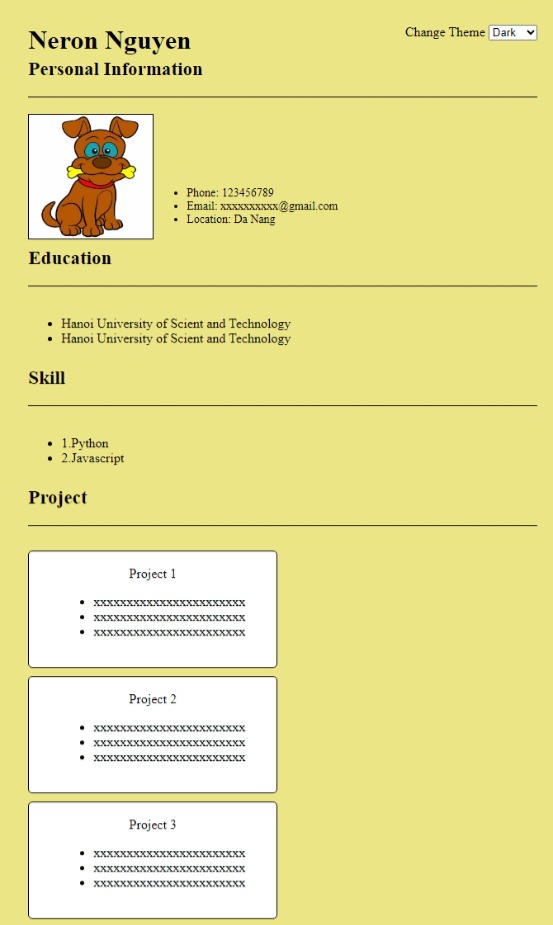 Neron Nguyen
Change Theme Dark
Personal Information
Phone: 123456789
Email: xxxxxxxxxx@gmail.com
Location: Da Nang
Education
Hanoi University of Scient and Technology
Hanoi University of Scient and Technology
Skill
1.Python
2.Javascript
Project
Project 1
xxxxxxxxxxxxxxxxxxxxxxx
xxxxxxxxxxxxxxxxxxxxxxx
xxxxxxxxxxxxxxxxxxxxxxx
Project 2
xxxxxxxxxxxxxxxxxxxxxxx
xxxxxxxxxxxxxxxxxxxxxxx
xxxxxxxxxxxxxxxxxxxxxxx
Project 3
xxxxxxxxxxxxxxxxxxxxxxx
xxxxxxxxxxxxxxxxxxxxxxx
xxxxxxxxxxxxxxxxxxxxxxx